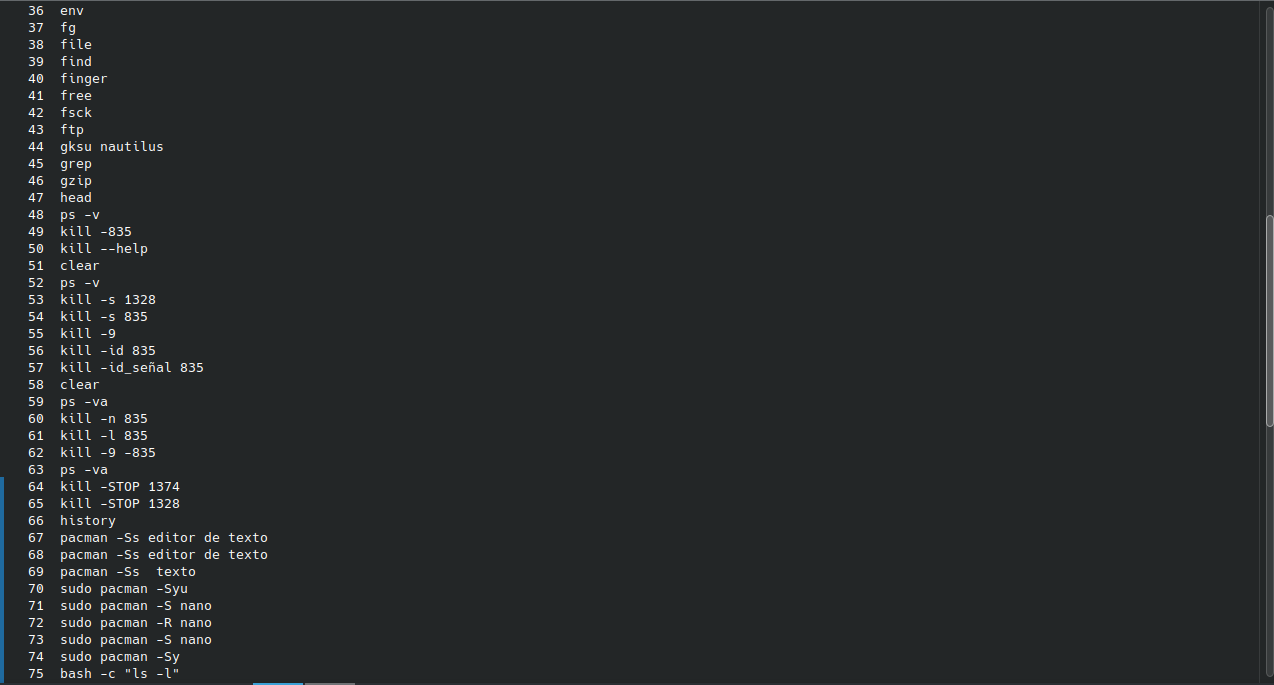 36 env
37 fg
38 file
39 find
40 finger
41 free
42 fsck
43 ftp
44 gksu nautilus
45 grep
46 gzip
47 head
48 ps -v
49 kill -835
50 kill --help
51 clear
52 ps -v
53 kill -s 1328
54 kill -s 835
55 kill -9
56 kill -id 835
57 kill -id_señal 835
58 clear
59 ps -va
60 kill -n 835
61 kill -l 835
62 kill -9 -835
63 ps -va
64 kill -STOP 1374
65 kill -STOP 1328
66 history
67 pacman -Ss editor de texto
68 pacman -Ss editor de texto
69 pacman -Ss  texto
70 sudo pacman -Syu
71 sudo pacman -S nano
72 sudo pacman -R nano
73 sudo pacman -S nano
74 sudo pacman -Sy
75 bash -c "ls -l"